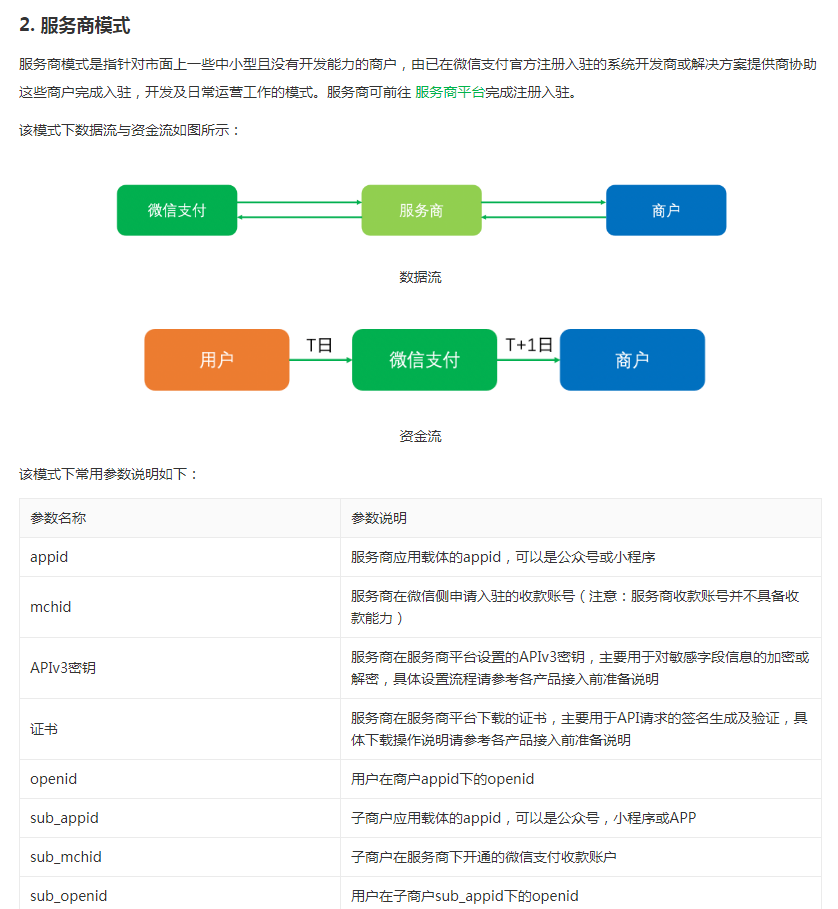 2. 服务商模式
服务商模式是指针对市面上一些中小型且没有开发能力的商户，由已在微信支付官方注册入驻的系统开发商或解决方案提供商协助
这些商户完成入驻，开发及日常运营工作的模式。服务商可前往 服务商平台完成注册入驻。
该模式下数据流与资金流如图所示：
微信支付 服务商 商户
数据流
用户 T日 微信支付 T+1日 商户
资金流
该模式下常用参数说明如下：
参数名称 参数说明
appid 服务商应用载体的appid，可以是公众号或小程序
mchid 服务商在微信侧申请入驻的收款账号（注意：服务商收款账号并不具备收
款能力）
APIv3密钥 服务商在服务商平台设置的APIv3密钥，主要用于对敏感字段信息的加密或
解密，具体设置流程请参考各产品接入前准备说明
证书 服务商在服务商平台下载的证书，主要用于API请求的签名生成及验证，具
体下载操作说明请参考各产品接入前准备说明
openid 用户在商户appid下的openid
sub_appid 子商户应用载体的appid，可以是公众号，小程序或APP
sub_mchid 子商户在服务商下开通的微信支付收款账户
sub_openid 用户在子商户sub_appid下的openid